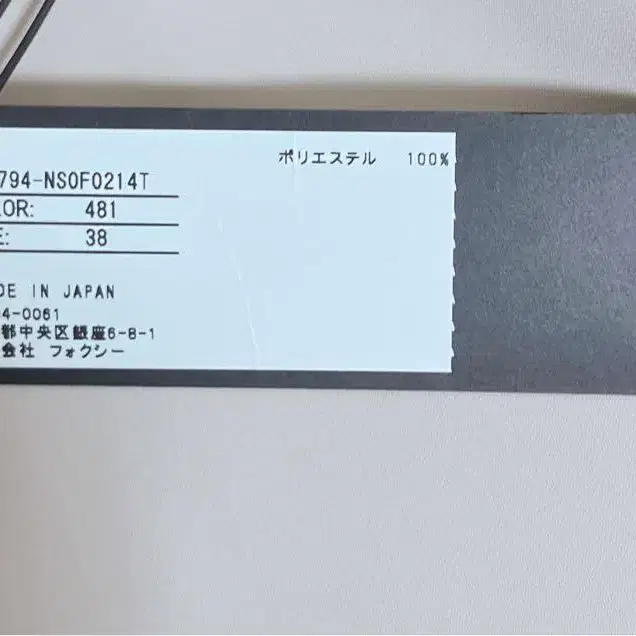 ポリエステル 100%
794-NS0F0214T
OR: 481
E: 38
DE IN JAPAN
4-0061
都中央区銀座6-8-1
会社 フォクシー